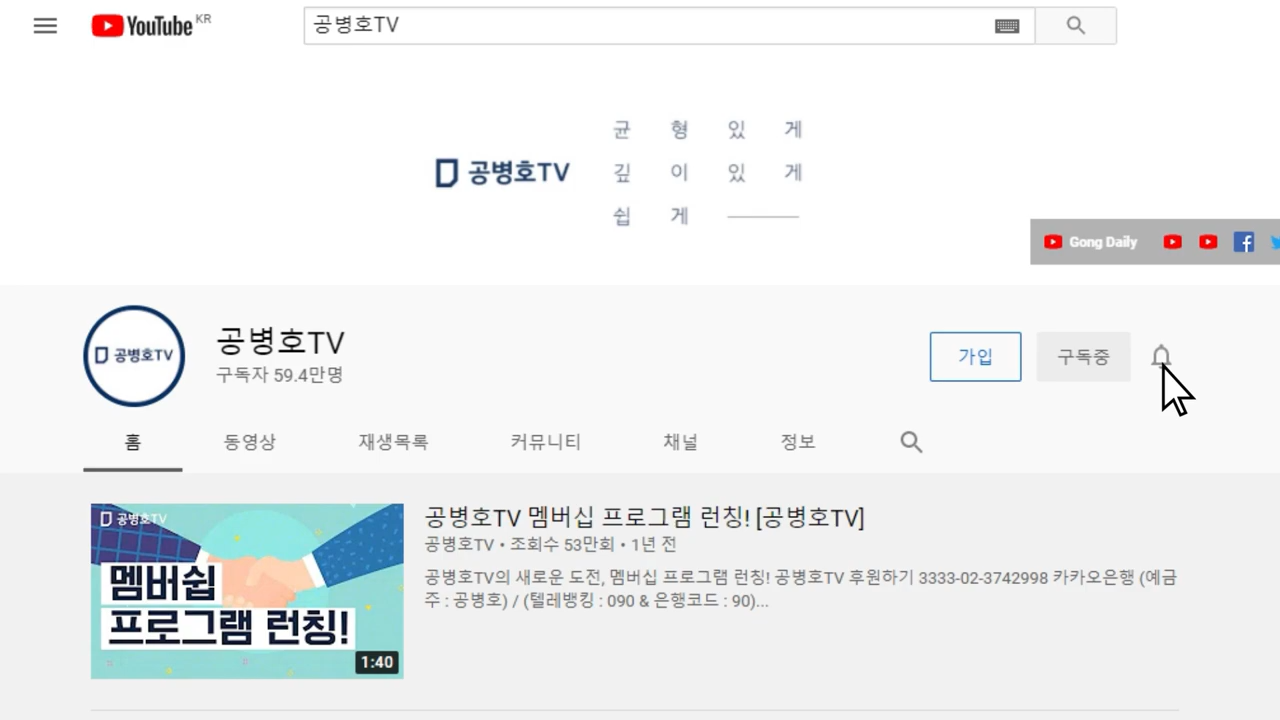 YouTube KR
공병호TV
균형있게
공병호TV 깊이있게
쉽게
Gong Daily
공병호TV
공병호TV
구독자 59.4만명
가입
구독중
홈 동영상 재생목록 커뮤니티 채널 정보
공병호TV
멤버쉽
프로그램 런칭!
1:40
공병호TV 멤버십 프로그램 런칭! [공병호TV]
공병호TV • 조회수 53만회 • 1년 전
공병호TV의 새로운 도전, 멤버십 프로그램 런칭! 공병호TV 후원하기 3333-02-3742998 카카오은행 (예금
주 : 공병호) / (텔레뱅킹 : 090 & 은행코드 : 90)...